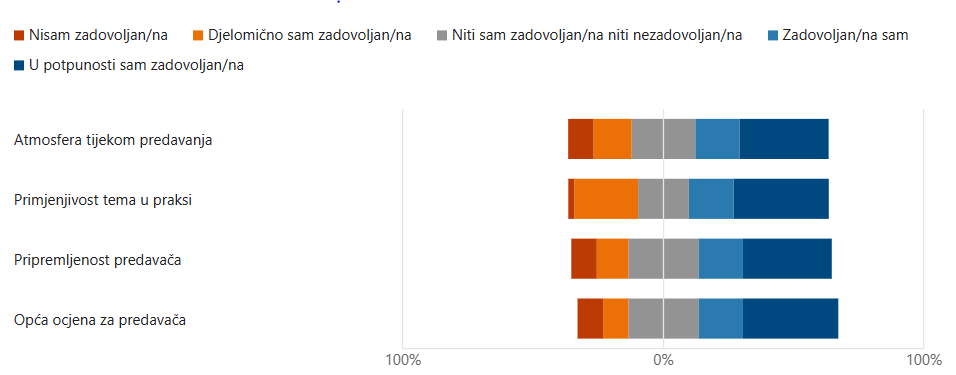 Nisam zadovoljan/na Djelomično sam zadovoljan/na Niti sam zadovoljan/na niti nezadovoljan/na Zadovoljan/na sam
U potpunosti sam zadovoljan/na
Atmosfera tijekom predavanja
Primjenjivost tema u praksi
Pripremljenost predavača
Opća ocjena za predavača
100% 0% 100%